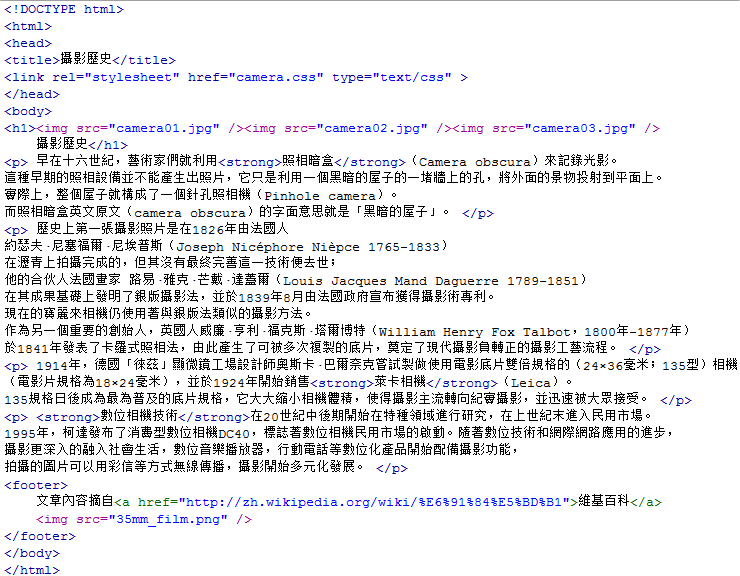 <!DOCTYPE html>
<html>
<head>
<title>攝影歷史</title>
<link rel="stylesheet" href="camera.css" type="text/css" >
</head>
<body>
<h1><img src="camera01.jpg" /><img src="camera02.jpg" /><img src="camera03.jpg" />
攝影歷史</h1>
<p> 早在十六世紀，藝術家們就利用<strong>照相暗盒</strong>（Camera obscura）來記錄光影。
這種早期的照相設備並不能產生出照片，它只是利用一個黑暗的屋子的一堵牆上的孔，將外面的景物投射到平面上。
實際上，整個屋子就構成了一個針孔照相機（Pinhole camera）。
而照相暗盒英文原文（camera obscura）的字面意思就是「黑暗的屋子」。 </p>
<p> 歷史上第一張攝影照片是在1826年由法國人
約瑟夫·尼塞福爾·尼埃普斯（Joseph Nicéphore Nièpce 1765-1833）
在瀝青上拍攝完成的，但其沒有最終完善這一技術便去世；
他的合伙人法國畫家 路易·雅克·芒戴·達蓋爾（Louis Jacques Mand Daguerre 1789-1851）
在其成果基礎上發明了銀版攝影法，並於1839年8月由法國政府宣布獲得攝影術專利。
現在的寶麗來相機仍使用著與銀版法類似的攝影方法。
作為另一個重要的創始人，英國人威廉·亨利·福克斯·塔爾博特（William Henry Fox Talbot，1800年-1877年）
於1841年發表了卡羅式照相法，由此產生了可被多次複製的底片，奠定了現代攝影負轉正的攝影工藝流程。 </p>
<p> 1914年，德國「徠茲」顯微鏡工場設計師奧斯卡·巴爾奈克嘗試製做使用電影底片雙倍規格的（24×36毫米；135型）相機
（電影片規格為18×24毫米），並於1924年開始銷售<strong>萊卡相機</strong>（Leica）。
135規格日後成為最為普及的底片規格，它大大縮小相機體積，使得攝影主流轉向紀實攝影，並迅速被大眾接受。 </p>
<p> <strong>數位相機技術</strong>在20世紀中後期開始在特種領域進行研究，在上世紀末進入民用市場。
1995年，柯達發布了消費型數位相機DC40，標誌著數位相機民用市場的啟動。隨著數位技術和網際網路應用的進步，
攝影更深入的融入社會生活，數位音樂播放器，行動電話等數位化產品開始配備攝影功能，
拍攝的圖片可以用彩信等方式無線傳播，攝影開始多元化發展。 </p>
<footer>
文章內容摘自<a href="http://zh.wikipedia.org/wiki/%E6%91%84%E5%BD%B1">維基百科</a>
<img src="35mm_film.png" />
</footer>
</body>
</html>